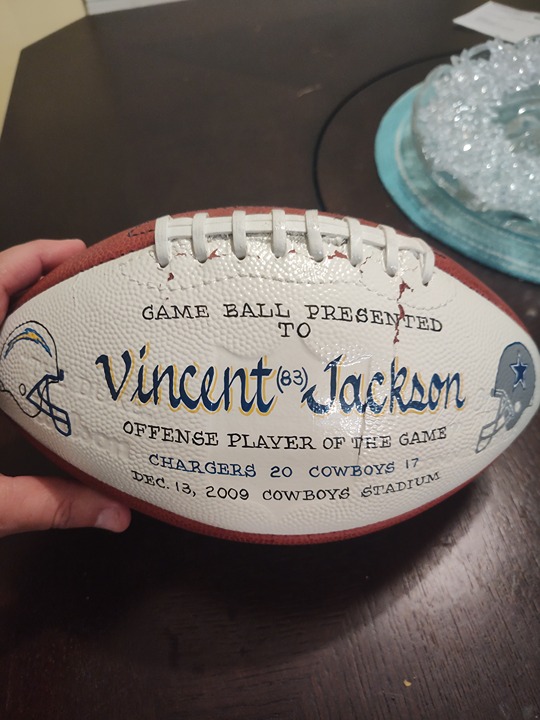 GAME BALL PRESENTED
TO
Vincent (83) Jackson
OFFENSE PLAYER OF THE GAME
CHARGERS 20 COWBOYS 17
DEC. 13, 2009 COWBOYS STADIUM